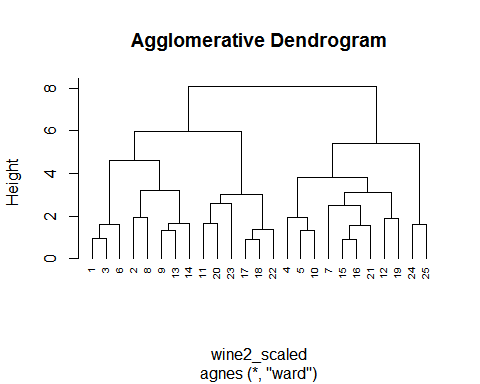 Agglomerative Dendrogram
Height
8
6
4
2
0
1 3 6 2 8 9 13 14 11 20 23 17 18 22 4 5 10 7 15 16 21 12 19 24 25
wine2_scaled
agnes (*, "ward")